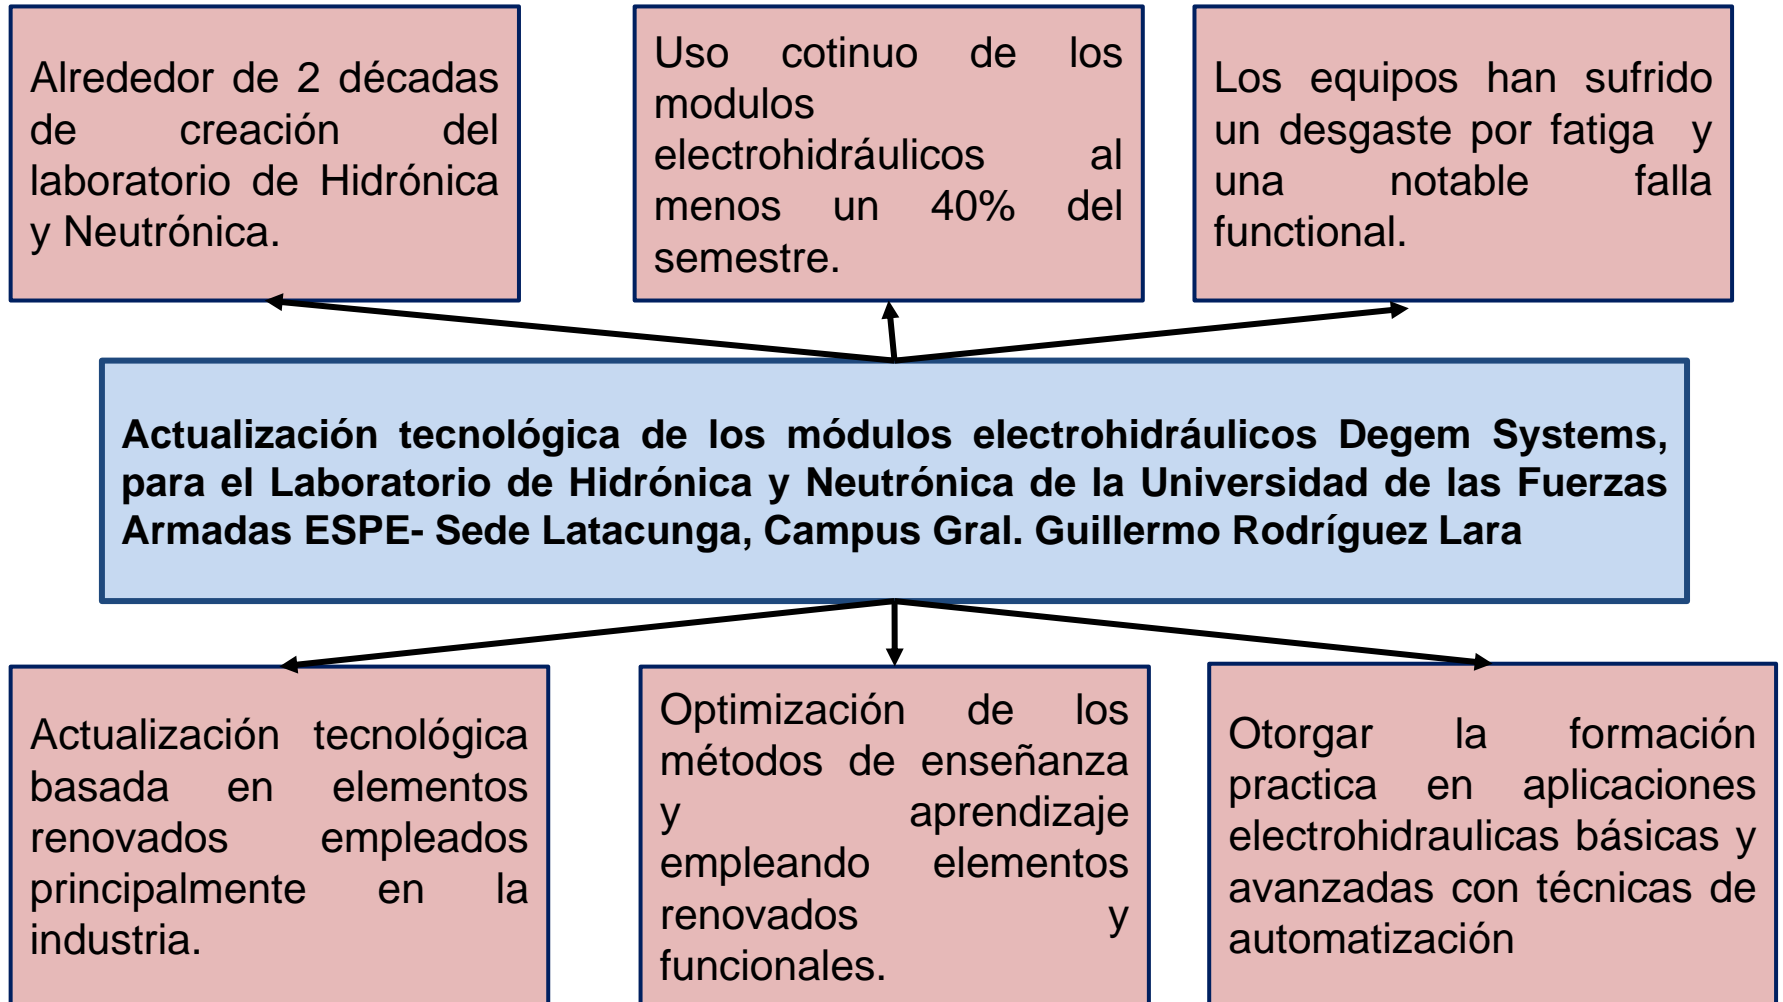 Alrededor de 2 décadas
de creación del
laboratorio de Hidrónica
y Neutrónica.
Uso cotinuo de los
modulos
electrohidráulicos al
menos un 40% del
semestre.
Los equipos han sufrido
un desgaste por fatiga y
una notable falla
functional.
Actualización tecnológica de los módulos electrohidráulicos Degem Systems,
para el Laboratorio de Hidrónica y Neutrónica de la Universidad de las Fuerzas
Armadas ESPE- Sede Latacunga, Campus Gral. Guillermo Rodríguez Lara
Actualización tecnológica
basada en elementos
renovados empleados
principalmente en la
industria.
Optimización de los
métodos de enseñanza
y aprendizaje
empleando elementos
renovados y
funcionales.
Otorgar la formación
practica en aplicaciones
electrohidraulicas básicas y
avanzadas con técnicas de
automatización